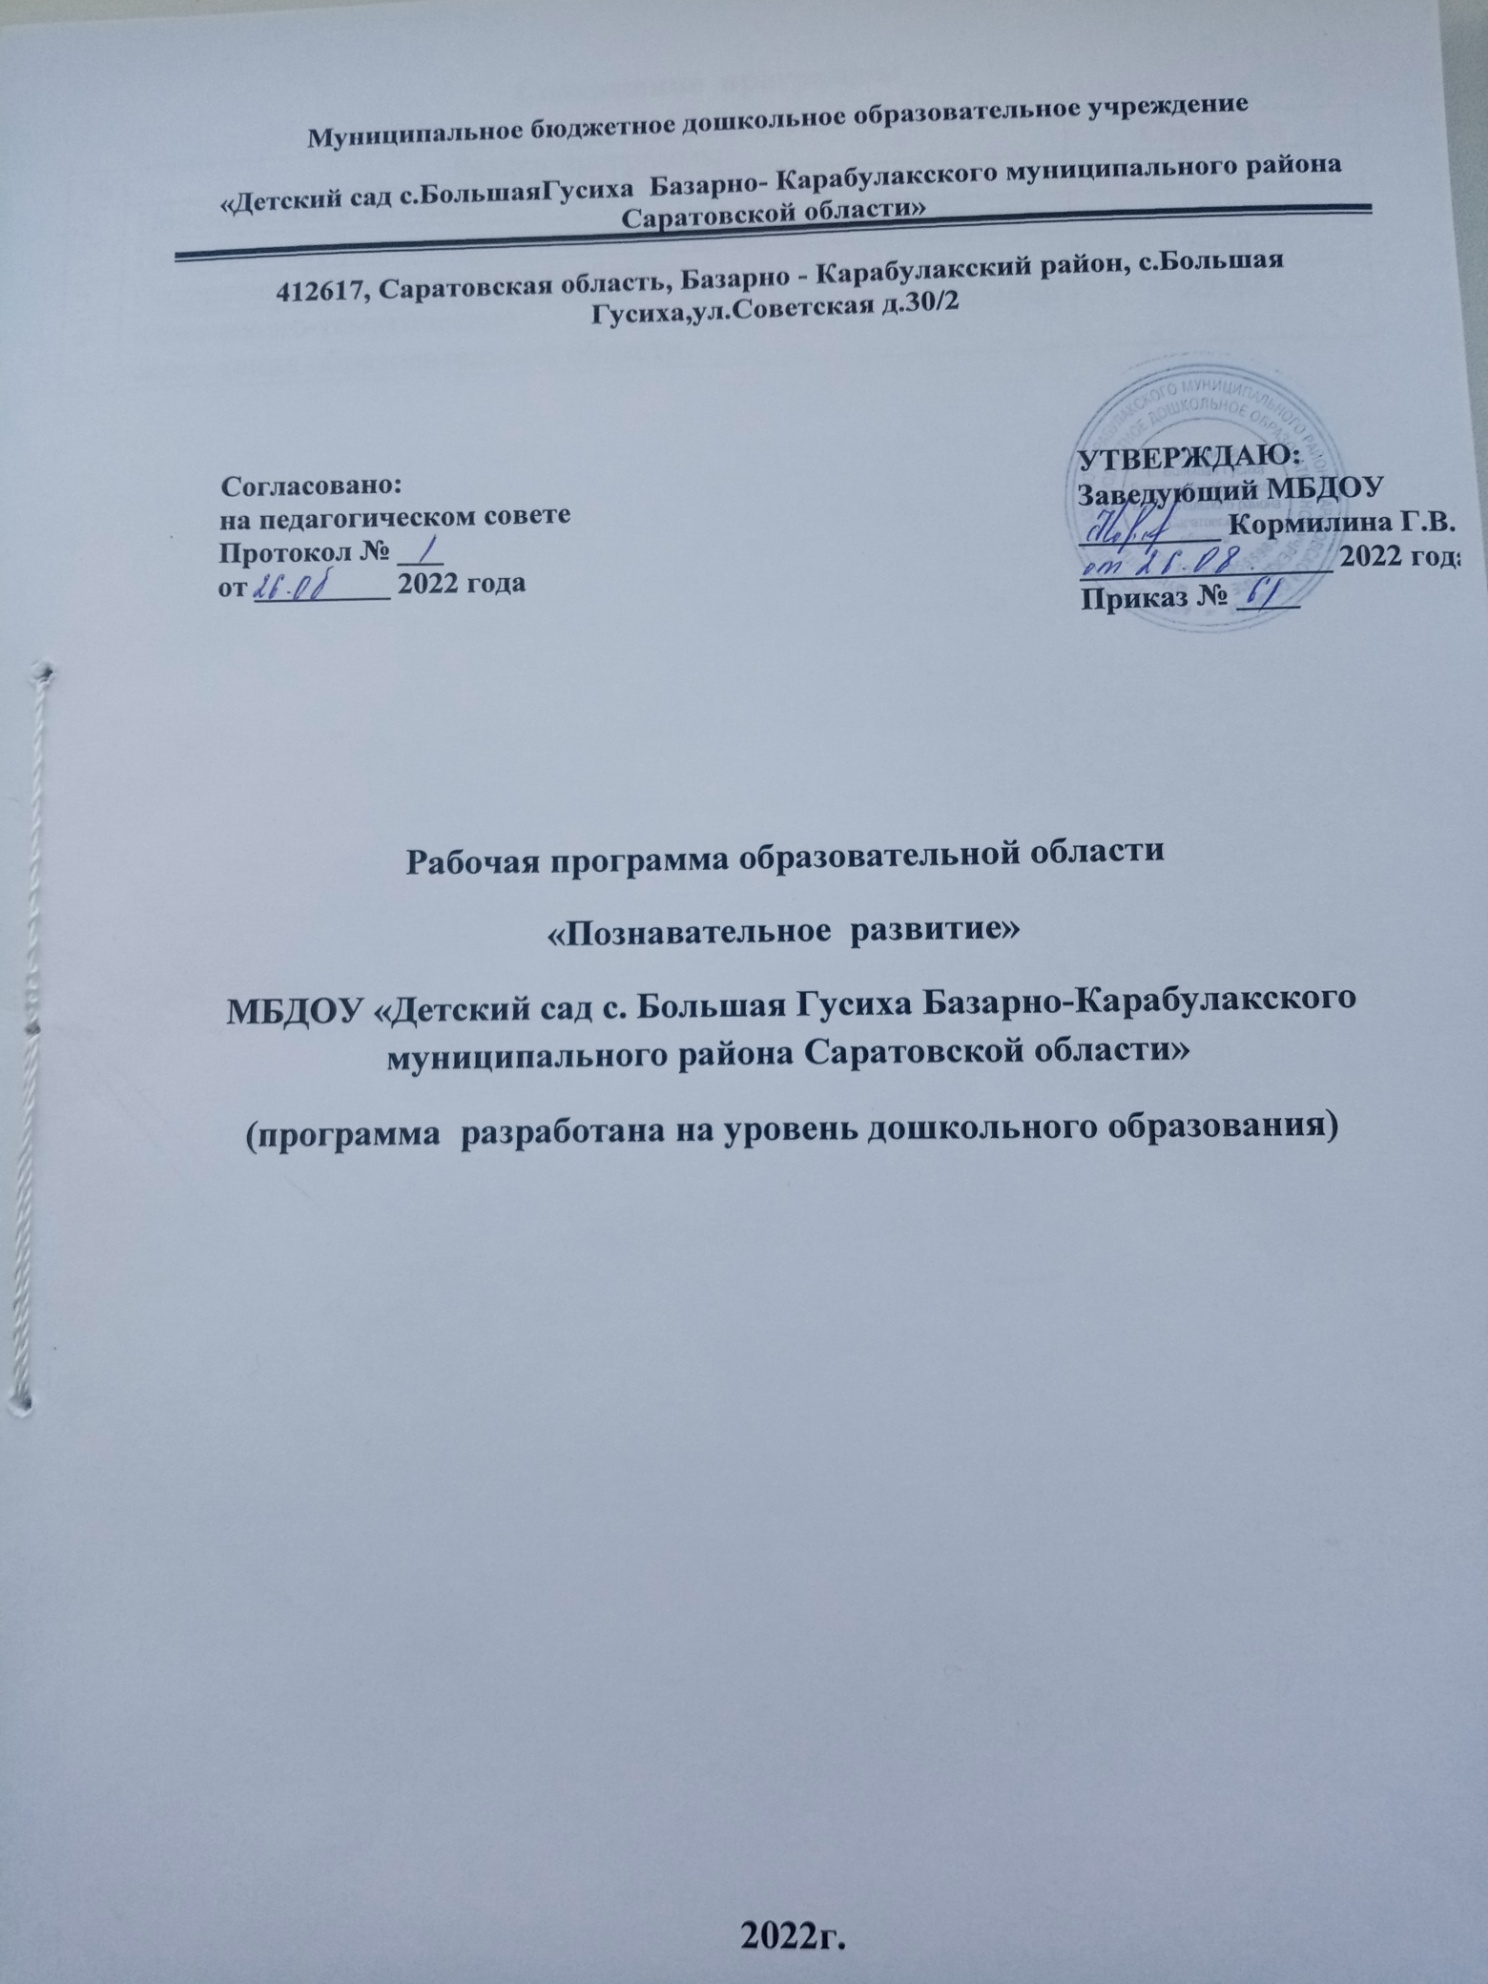 Муниципальное бюджетное дошкольное образовательное учреждение
«Детский сад с.БольшаяГусиха Базарно- Карабулакского муниципального района
Саратовской области»
412617, Саратовская область, Базарно - Карабулакский район, с.Большая
Гусиха,ул.Советская д.30/2
Согласовано:
на педагогическом совете
Протокол № 1
от 26.08 2022 года
УТВЕРЖДАЮ:
Заведующий МБДОУ
Кормилина Г.В.
от 26.08. 2022 года
Приказ № 61
Рабочая программа образовательной области
«Познавательное развитие»
МБДОУ «Детский сад с. Большая Гусиха Базарно-Карабулакского
муниципального района Саратовской области»
(программа разработана на уровень дошкольного образования)
2022г.